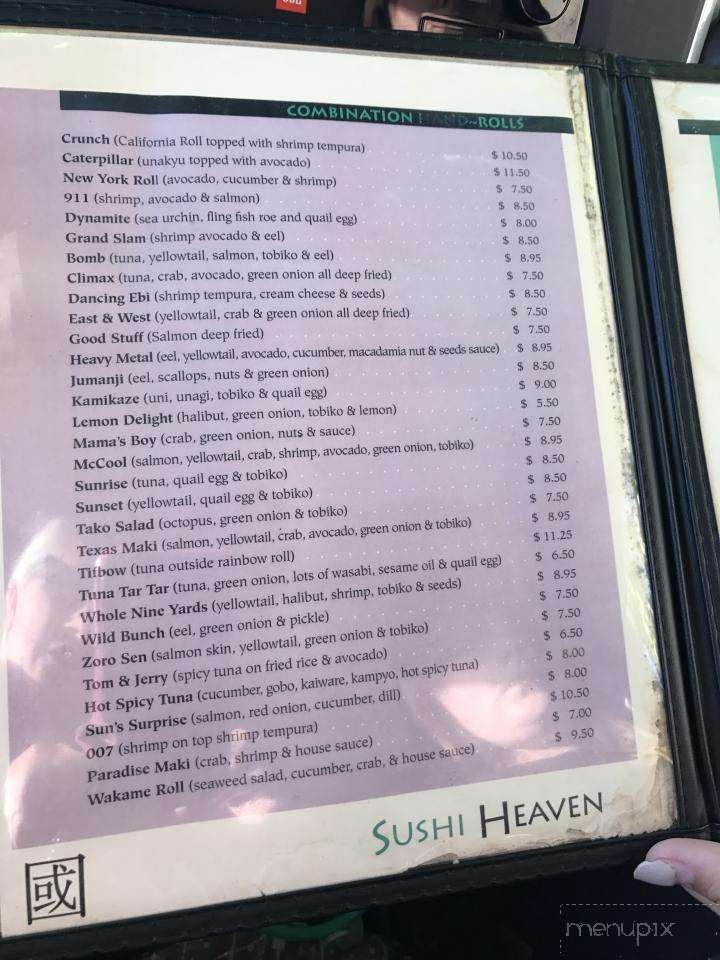 COMBINATION HAND~ROLLS
Crunch (California Roll topped with shrimp tempura) $ 10.50
Caterpillar (unakyu topped with avocado) $ 11.50
New York Roll (avocado, cucumber & shrimp) $ 7.50
911 (shrimp, avocado & salmon) $ 8.50
Dynamite (sea urchin, fling fish roe and quail egg) $ 8.00
Grand Slam (shrimp avocado & eel) $ 8.50
Bomb (tuna, yellowtail, salmon, tobiko & eel) $ 8.95
Climax (tuna, crab, avocado, green onion all deep fried) $ 7.50
Dancing Ebi (shrimp tempura, cream cheese & seeds) $ 8.50
East & West (yellowtail, crab & green onion all deep fried) $ 7.50
Good Stuff (Salmon deep fried) $ 7.50
Heavy Metal (eel, yellowtail, avocado, cucumber, macadamia nut & seeds sauce) $ 8.95
Jumanji (eel, scallops, nuts & green onion) $ 8.50
Kamikaze (uni, unagi, tobiko & quail egg) $ 9.00
Lemon Delight (halibut, green onion, tobiko & lemon) $ 5.50
Mama's Boy (crab, green onion, nuts & sauce) $ 7.50
McCool (salmon, yellowtail, crab, shrimp, avocado, green onion, tobiko) $ 8.95
Sunrise (tuna, quail egg & tobiko) $ 8.50
Sunset (yellowtail, quail egg & tobiko) $ 8.50
Tako Salad (octopus, green onion & tobiko) $ 7.50
Texas Maki (salmon, yellowtail, crab, avocado, green onion & tobiko) $ 8.95
Tifbow (tuna outside rainbow roll) $ 11.25
Tuna Tar Tar (tuna, green onion, lots of wasabi, sesame oil & quail egg) $ 6.50
Whole Nine Yards (yellowtail, halibut, shrimp, tobiko & seeds) $ 8.95
Wild Bunch (eel, green onion & pickle) $ 7.50
Zoro Sen (salmon skin, yellowtail, green onion & tobiko) $ 7.50
Tom & Jerry (spicy tuna on fried rice & avocado) $ 6.50
Hot Spicy Tuna (cucumber, gobo, kaiware, kampyo, hot spicy tuna) $ 8.00
Sun's Surprise (salmon, red onion, cucumber, dill) $ 8.00
007 (shrimp on top shrimp tempura) $ 10.50
Paradise Maki (crab, shrimp & house sauce) $ 7.00
Wakame Roll (seaweed salad, cucumber, crab, & house sauce) $ 9.50
SUSHI HEAVEN
國
menupix